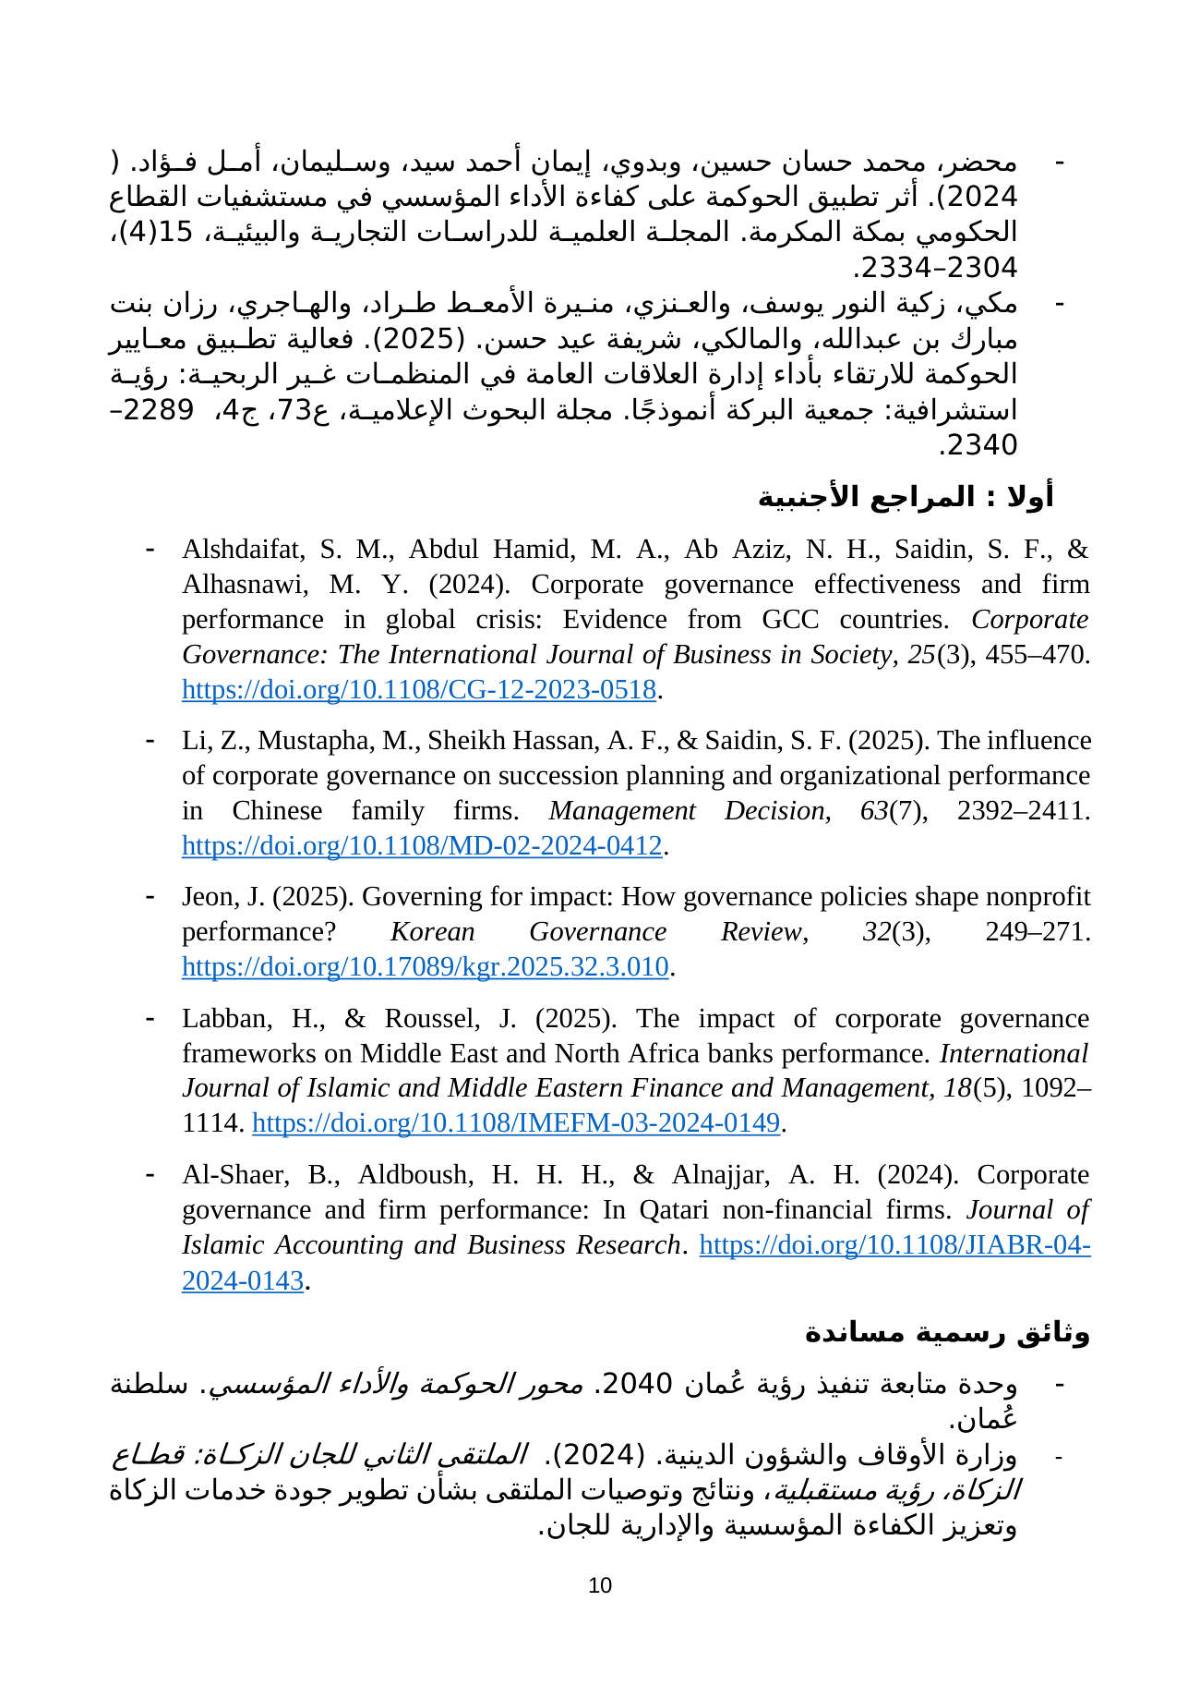 - محضر، محمد حسان حسين، وبدوي، إيمان أحمد سيد، وسليمان، أمل فؤاد. (
2024). أثر تطبيق الحوكمة على كفاءة الأداء المؤسسي في مستشفيات القطاع
الحكومي بمكة المكرمة. المجلة العلمية للدراسات التجارية والبيئية، 15(4)،
2304–2334.
- مكي، زكية النور يوسف، والعنزي، منيرة الأمعط طراد، والهاجري، رزان بنت
مبارك بن عبدالله، والمالكي، شريفة عيد حسن. (2025). فعالية تطبيق معايير
الحوكمة للارتقاء بأداء إدارة العلاقات العامة في المنظمات غير الربحية: رؤية
استشرافية: جمعية البركة أنموذجًا. مجلة البحوث الإعلامية، ع73، ج4، 2289–
2340.
أولا : المراجع الأجنبية
- Alshdaifat, S. M., Abdul Hamid, M. A., Ab Aziz, N. H., Saidin, S. F., &
Alhasnawi, M. Y. (2024). Corporate governance effectiveness and firm
performance in global crisis: Evidence from GCC countries. Corporate
Governance: The International Journal of Business in Society, 25(3), 455–470.
https://doi.org/10.1108/CG-12-2023-0518.
- Li, Z., Mustapha, M., Sheikh Hassan, A. F., & Saidin, S. F. (2025). The influence
of corporate governance on succession planning and organizational performance
in Chinese family firms. Management Decision, 63(7), 2392–2411.
https://doi.org/10.1108/MD-02-2024-0412.
- Jeon, J. (2025). Governing for impact: How governance policies shape nonprofit
performance? Korean Governance Review, 32(3), 249–271.
https://doi.org/10.17089/kgr.2025.32.3.010.
- Labban, H., & Roussel, J. (2025). The impact of corporate governance
frameworks on Middle East and North Africa banks performance. International
Journal of Islamic and Middle Eastern Finance and Management, 18(5), 1092–
1114. https://doi.org/10.1108/IMEFM-03-2024-0149.
- Al-Shaer, B., Aldboush, H. H. H., & Alnajjar, A. H. (2024). Corporate
governance and firm performance: In Qatari non-financial firms. Journal of
Islamic Accounting and Business Research. https://doi.org/10.1108/JIABR-04-
2024-0143.
وثائق رسمية مساندة
- وحدة متابعة تنفيذ رؤية عُمان 2040. محور الحوكمة والأداء المؤسسي. سلطنة
عُمان.
- وزارة الأوقاف والشؤون الدينية. (2024). الملتقى الثاني للجان الزكاة: قطاع
الزكاة، رؤية مستقبلية، ونتائج وتوصيات الملتقى بشأن تطوير جودة خدمات الزكاة
وتعزيز الكفاءة المؤسسية والإدارية للجان.
10